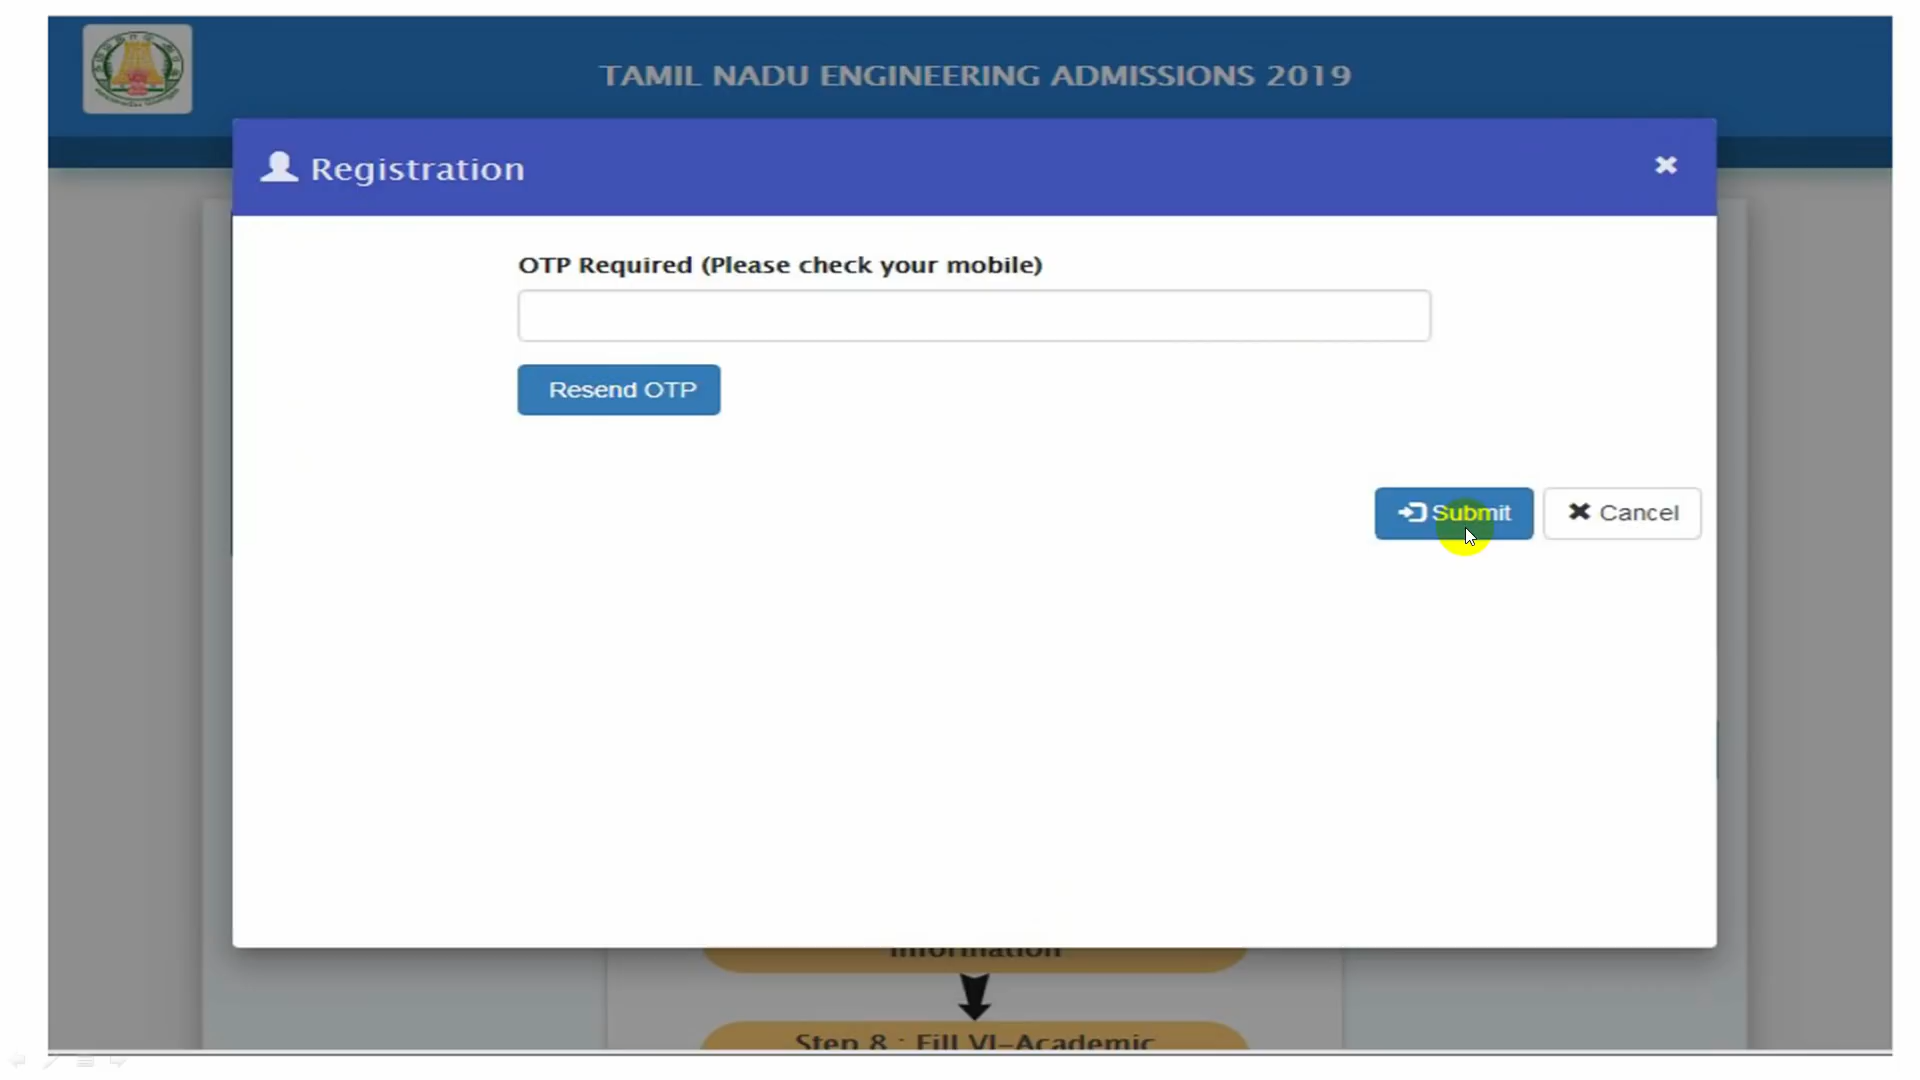 TAMIL NADU ENGINEERING ADMISSIONS 2019
Registration
OTP Required (Please check your mobile)
Resend OTP
Submit
Cancel
Information
Step 8 : Fill VI-Academic